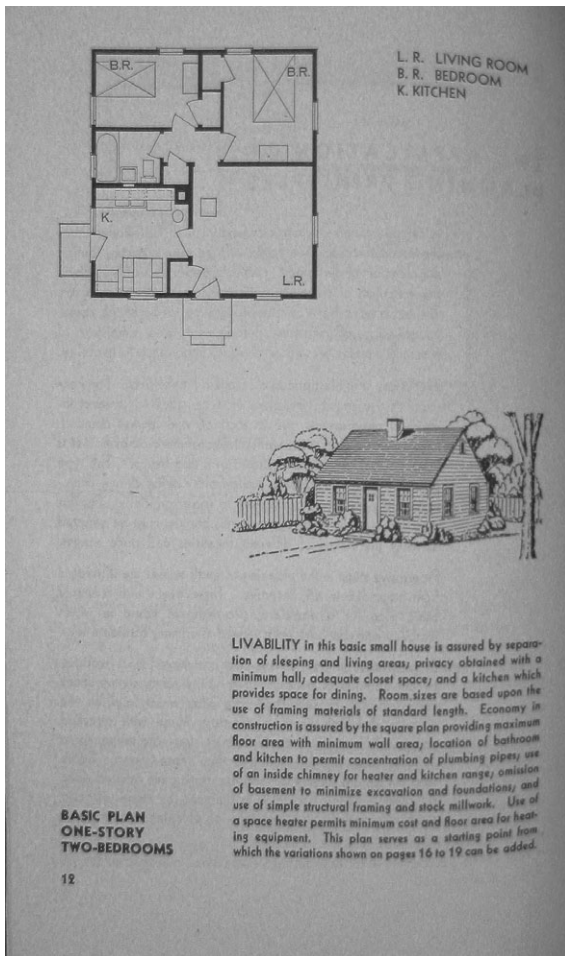 B.R.
B.R.
K.
L.R.
L. R. LIVING ROOM
B. R. BEDROOM
K. KITCHEN
LIVABILITY in this basic small house is assured by separa-
tion of sleeping and living areas; privacy obtained with a
minimum hall; adequate closet space; and a kitchen which
provides space for dining. Room sizes are based upon the
use of framing materials of standard length. Economy in
construction is assured by the square plan providing maximum
floor area with minimum wall area; location of bathroom
and kitchen to permit concentration of plumbing pipes; use
of an inside chimney for heater and kitchen range; omission
of basement to minimize excavation and foundations; and
use of simple structural framing and stock millwork. Use of
a space heater permits minimum cost and floor area for heat-
ing equipment. This plan serves as a starting point from
which the variations shown on pages 16 to 19 can be added.
BASIC PLAN
ONE-STORY
TWO-BEDROOMS
12